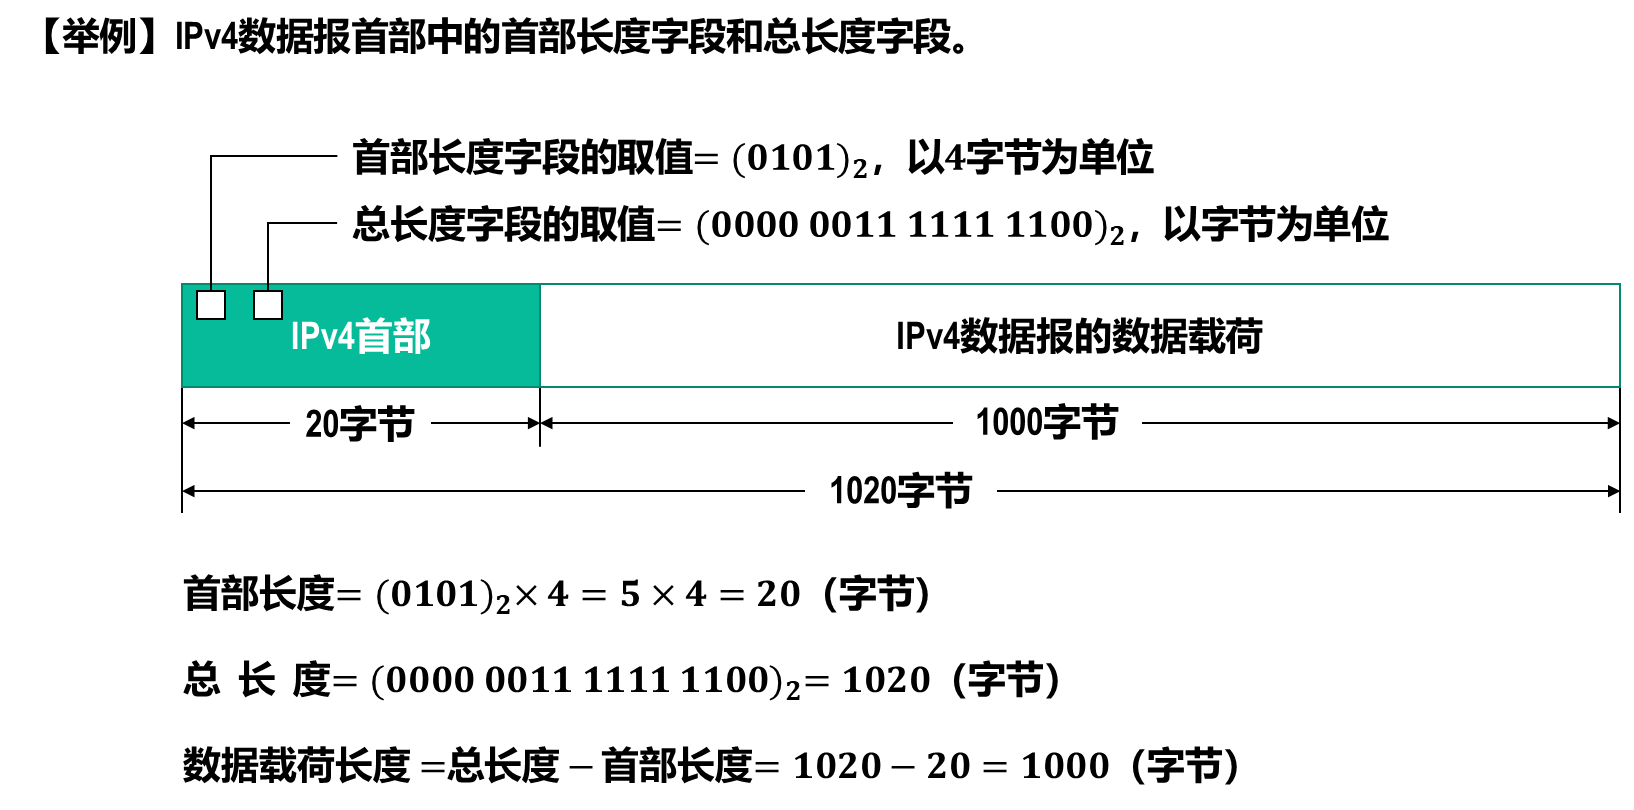 【举例】IPv4数据报首部中的首部长度字段和总长度字段。
首部长度字段的取值= (0101)₂，以4字节为单位
总长度字段的取值= (0000 0011 1111 1100)₂，以字节为单位
IPv4首部
IPv4数据报的数据载荷
20字节
1000字节
1020字节
首部长度= (0101)₂× 4 = 5 × 4 = 20（字节）
总 长 度= (0000 0011 1111 1100)₂= 1020（字节）
数据载荷长度 =总长度 − 首部长度= 1020 − 20 = 1000（字节）